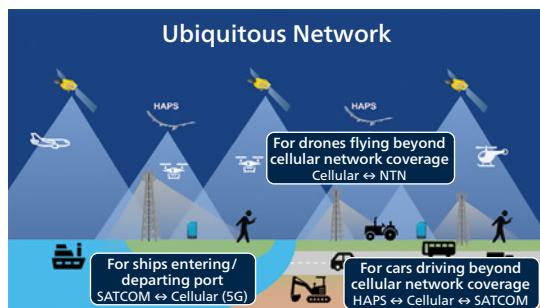 Ubiquitous Network
HAPS
HAPS
For drones flying beyond
cellular network coverage
Cellular ↔ NTN
For ships entering/
departing port
SATCOM ↔ Cellular (5G)
For cars driving beyond
cellular network coverage
HAPS ↔ Cellular ↔ SATCOM